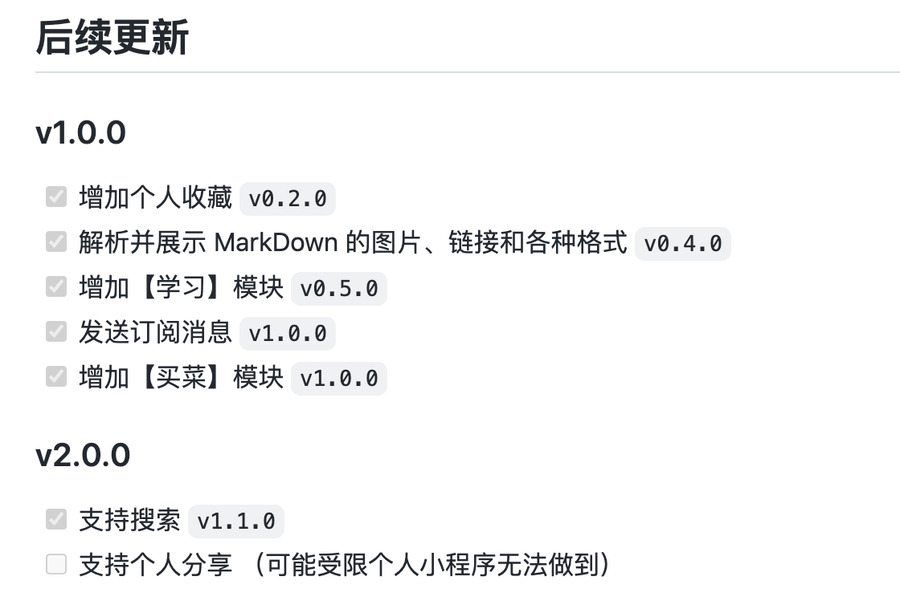 后续更新
v1.0.0
增加个人收藏 v0.2.0
解析并展示 MarkDown 的图片、链接和各种格式 v0.4.0
增加【学习】模块 v0.5.0
发送订阅消息 v1.0.0
增加【买菜】模块 v1.0.0
v2.0.0
支持搜索 v1.1.0
支持个人分享 （可能受限个人小程序无法做到）